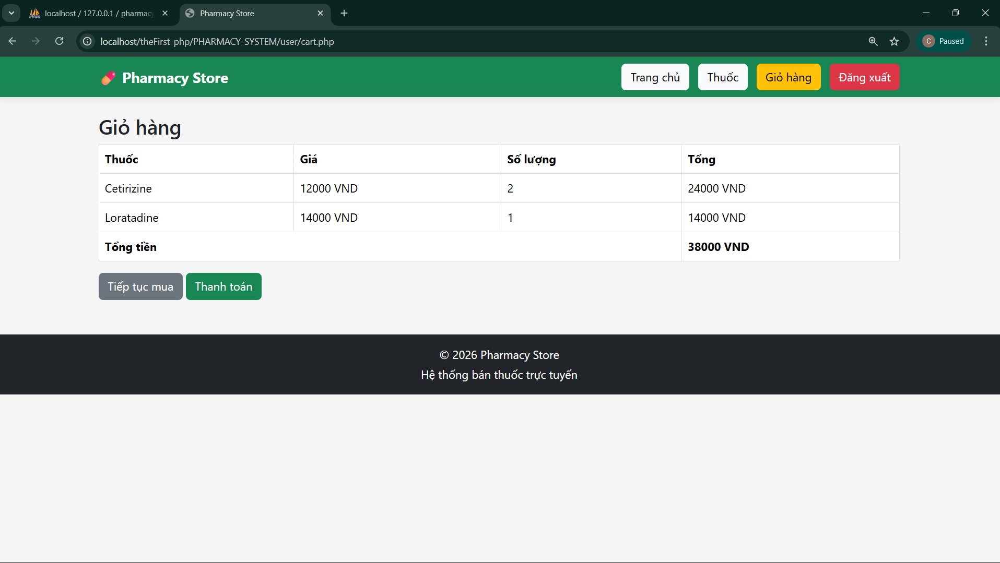 localhost / 127.0.0.1 / pharmacy
Pharmacy Store
localhost/theFirst-php/PHARMACY-SYSTEM/user/cart.php
C Paused
Pharmacy Store
Trang chủ
Thuốc
Giỏ hàng
Đăng xuất
Giỏ hàng
Thuốc Giá Số lượng Tổng
Cetirizine 12000 VND 2 24000 VND
Loratadine 14000 VND 1 14000 VND
Tổng tiền 38000 VND
Tiếp tục mua Thanh toán
© 2026 Pharmacy Store
Hệ thống bán thuốc trực tuyến